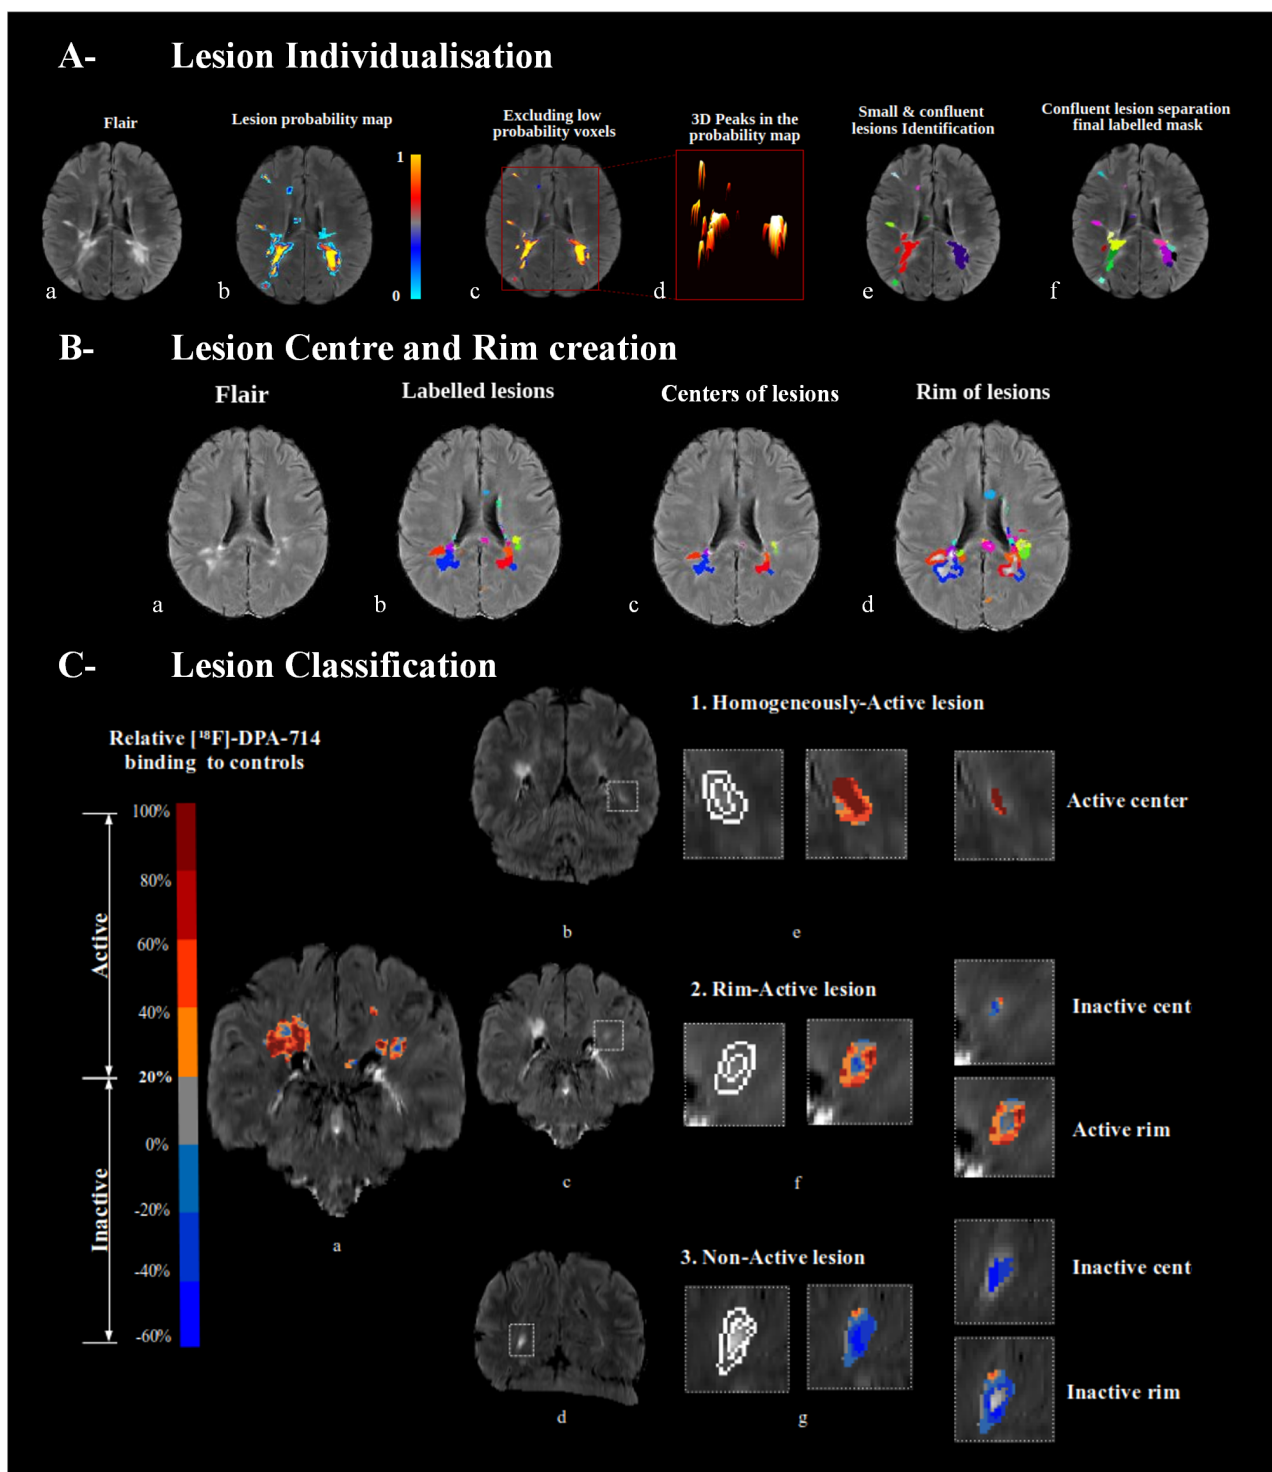 A- Lesion Individualisation
Flair
Lesion probability map
Excluding low
probability voxels
3D Peaks in the
probability map
Small & confluent
lesions Identification
Confluent lesion separation
final labelled mask
1
0
a
b
c
d
e
f
B- Lesion Centre and Rim creation
Flair
Labelled lesions
Centers of lesions
Rim of lesions
a
b
c
d
C- Lesion Classification
Relative [¹⁸F]-DPA-714
binding to controls
100%
80%
60%
40%
20%
0%
-20%
-40%
-60%
Active
Inactive
a
b
c
d
1. Homogeneously-Active lesion
Active center
e
2. Rim-Active lesion
Inactive cent
Active rim
f
3. Non-Active lesion
Inactive cent
Inactive rim
g